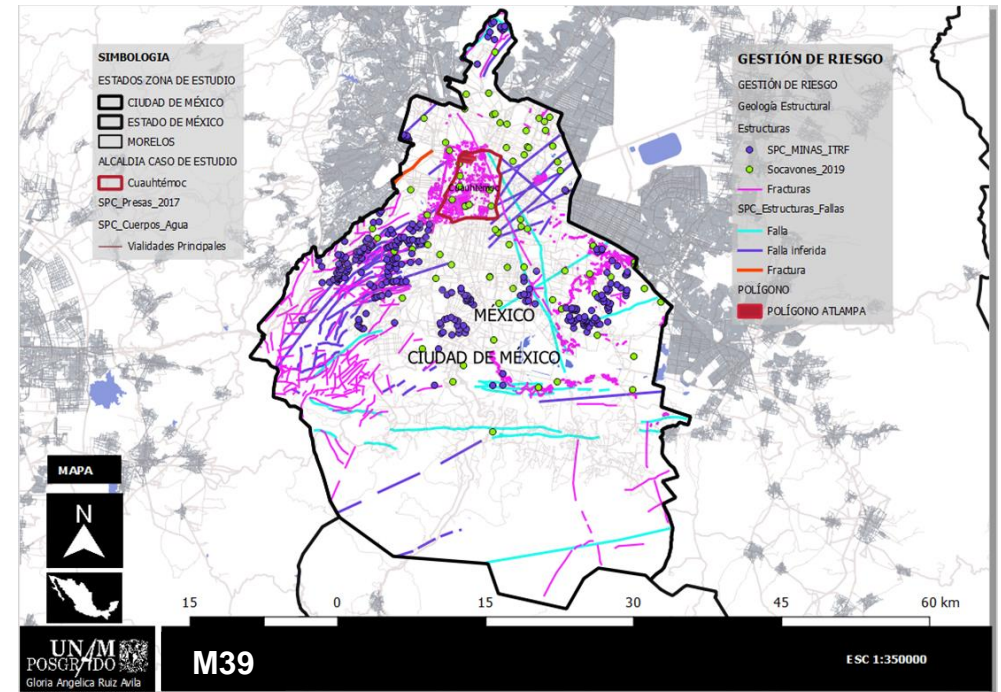 SIMBOLOGIA
ESTADOS ZONA DE ESTUDIO
CIUDAD DE MÉXICO
ESTADO DE MÉXICO
MORELOS
ALCALDIA CASO DE ESTUDIO
Cuauhtémoc
SPC_Presas_2017
SPC_Cuerpos_Agua
Vialidades Principales
GESTIÓN DE RIESGO
GESTIÓN DE RIESGO
Geología Estructural
Estructuras
SPC_MINAS_ITRF
Socavones_2019
Fracturas
SPC_Estructuras_Fallas
Falla
Falla inferida
Fractura
POLÍGONO
POLÍGONO ATLAMPA
Cuauhtémoc
MÉXICO
CIUDAD DE MÉXICO
MAPA
N
15 0 15 30 45 60 km
UNAM
POSGRADO
Gloria Angelica Ruiz Avila
M39
ESC 1:350000